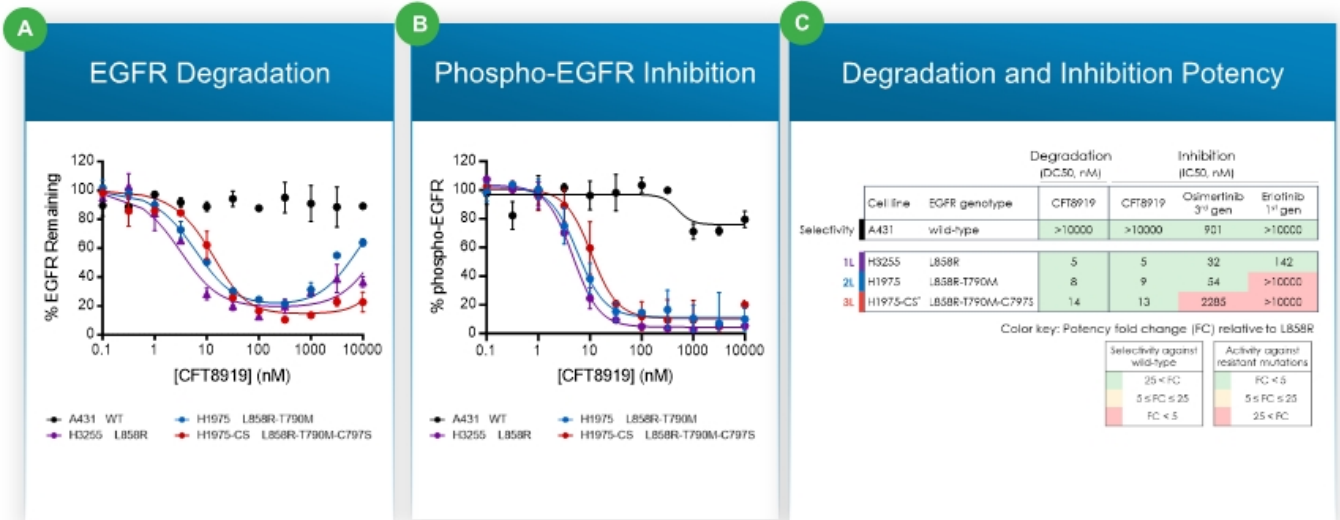 A
EGFR Degradation
% EGFR Remaining
120
100
80
60
40
20
0
0.1 1 10 100 1000 10000
[CFT8919] (nM)
A431 WT
H1975 L858R-T790M
H3255 L858R
H1975-CS L858R-T790M-C797S
B
Phospho-EGFR Inhibition
% phospho-EGFR
120
100
80
60
40
20
0
0.1 1 10 100 1000 10000
[CFT8919] (nM)
A431 WT
H1975 L858R-T790M
H3255 L858R
H1975-CS L858R-T790M-C797S
C
Degradation and Inhibition Potency
Degradation Inhibition
(DC50, nM) (IC50, nM)
Cell line EGFR genotype CFT8919 CFT8919 Osimertinib 3rd gen Erlotinib 1st gen
Selectivity A431 wild-type >10000 >10000 901 >10000
1L H3255 L858R 5 5 32 142
2L H1975 L858R-T790M 8 9 54 >10000
3L H1975-CS* L858R-T790M-C797S 14 13 2285 >10000
Color key: Potency fold change (FC) relative to L858R
Selectivity against wild-type
25 < FC
5 ≤ FC ≤ 25
FC < 5
Activity against resistant mutations
FC < 5
5 ≤ FC ≤ 25
25 < FC